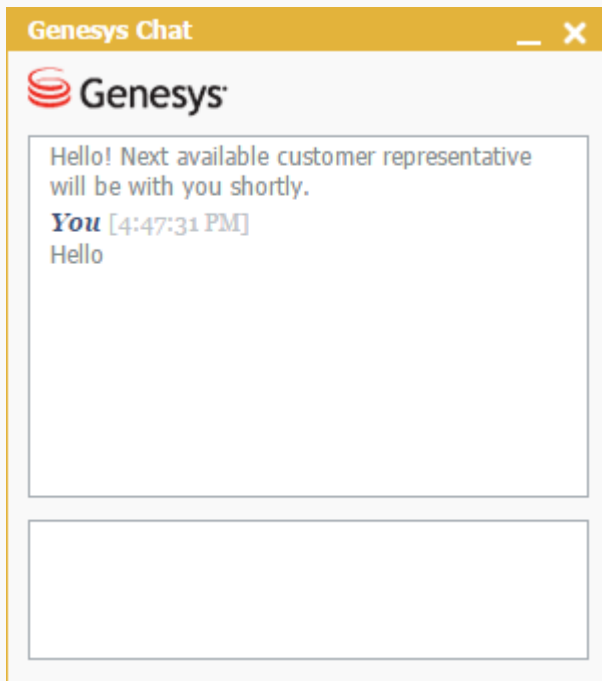 Genesys Chat
Genesys
Hello! Next available customer representative
will be with you shortly.
You [4:47:31 PM]
Hello